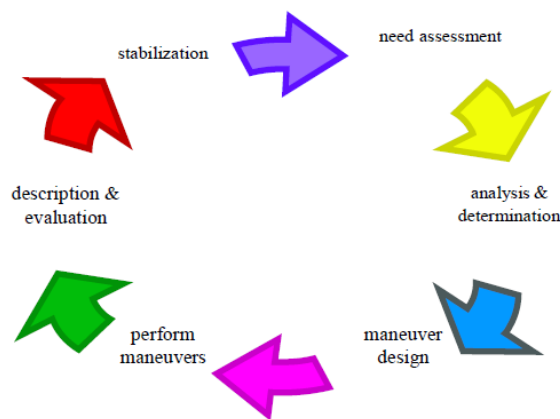 stabilization
need assessment
analysis &
determination
maneuver
design
perform
maneuvers
description &
evaluation